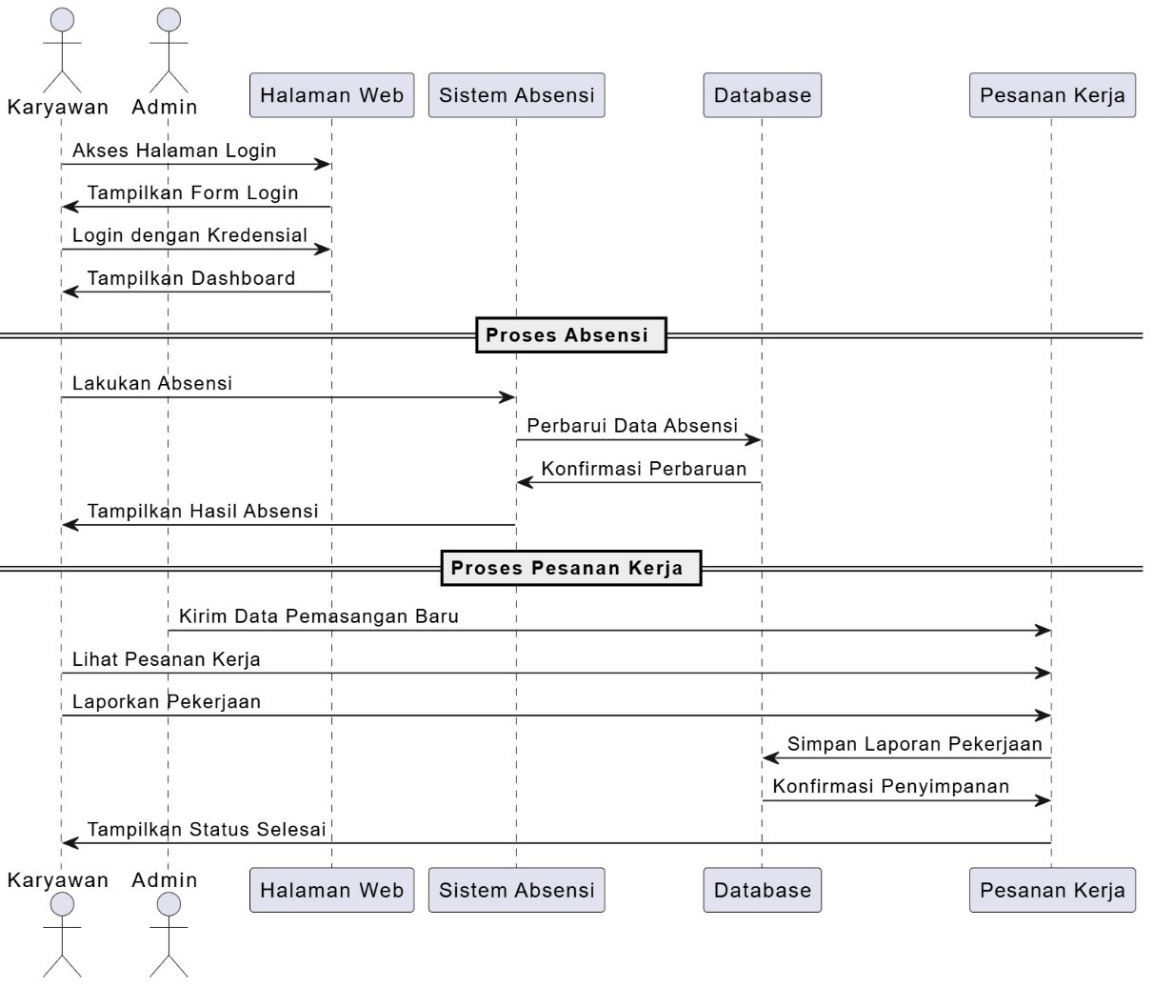 Karyawan Admin Halaman Web Sistem Absensi Database Pesanan Kerja
Akses Halaman Login
Tampilkan Form Login
Login dengan Kredensial
Tampilkan Dashboard
Proses Absensi
Lakukan Absensi
Perbarui Data Absensi
Konfirmasi Perbaruan
Tampilkan Hasil Absensi
Proses Pesanan Kerja
Kirim Data Pemasangan Baru
Lihat Pesanan Kerja
Laporkan Pekerjaan
Simpan Laporan Pekerjaan
Konfirmasi Penyimpanan
Tampilkan Status Selesai
Karyawan Admin Halaman Web Sistem Absensi Database Pesanan Kerja